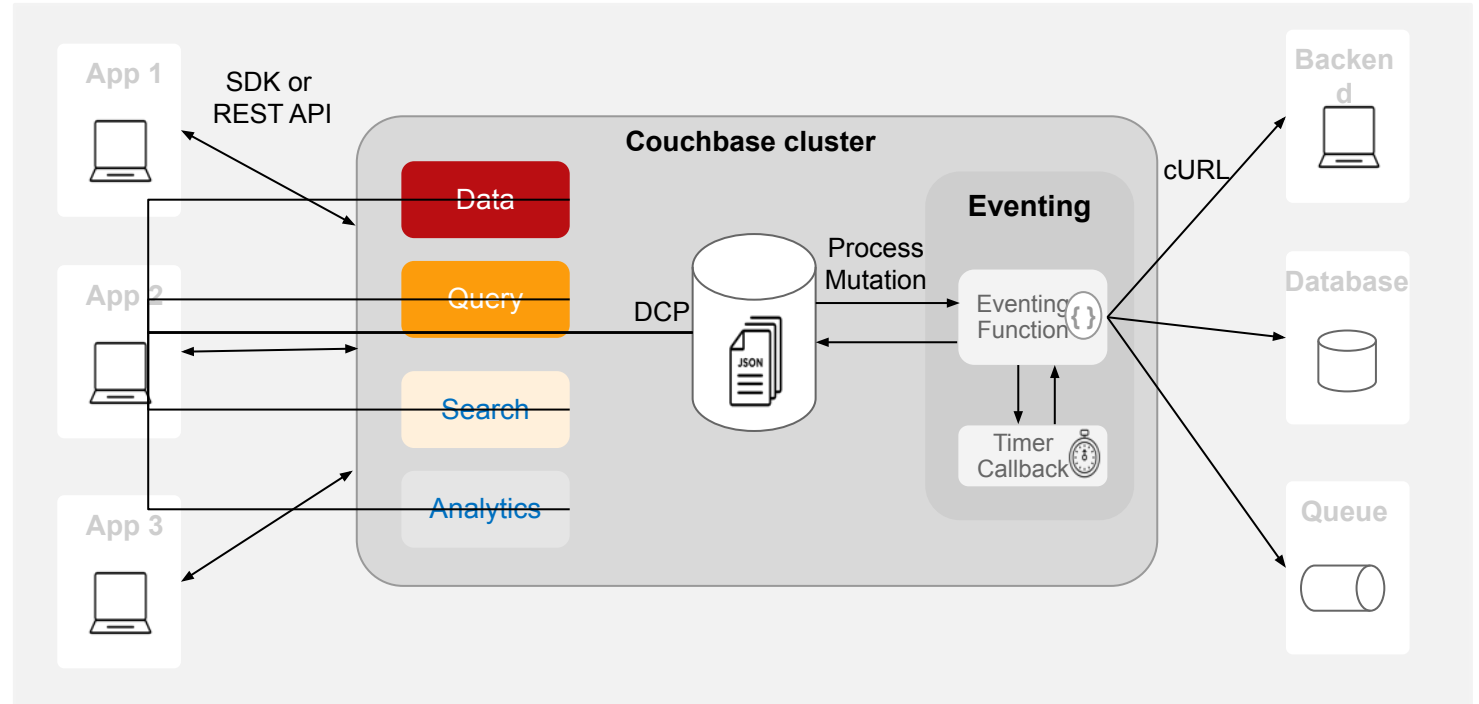 App 1
SDK or
REST API
App 2
App 3
Couchbase cluster
Data
Query
Search
Analytics
DCP
JSON
Process
Mutation
Eventing
Eventing
Function
{ }
Timer
Callback
cURL
Backen
d
Database
Queue